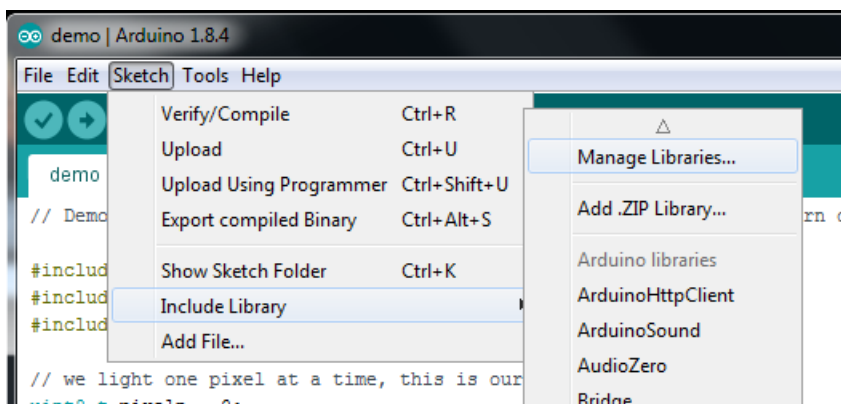 demo | Arduino 1.8.4
File Edit Sketch Tools Help
Verify/Compile Ctrl+R
Upload Ctrl+U
Upload Using Programmer Ctrl+Shift+U
Export compiled Binary Ctrl+Alt+S
Show Sketch Folder Ctrl+K
Include Library
Add File...
Manage Libraries...
Add .ZIP Library...
Arduino libraries
ArduinoHttpClient
ArduinoSound
AudioZero
Bridge
demo
// Demo
#includ
#includ
#includ
// we light one pixel at a time, this is our